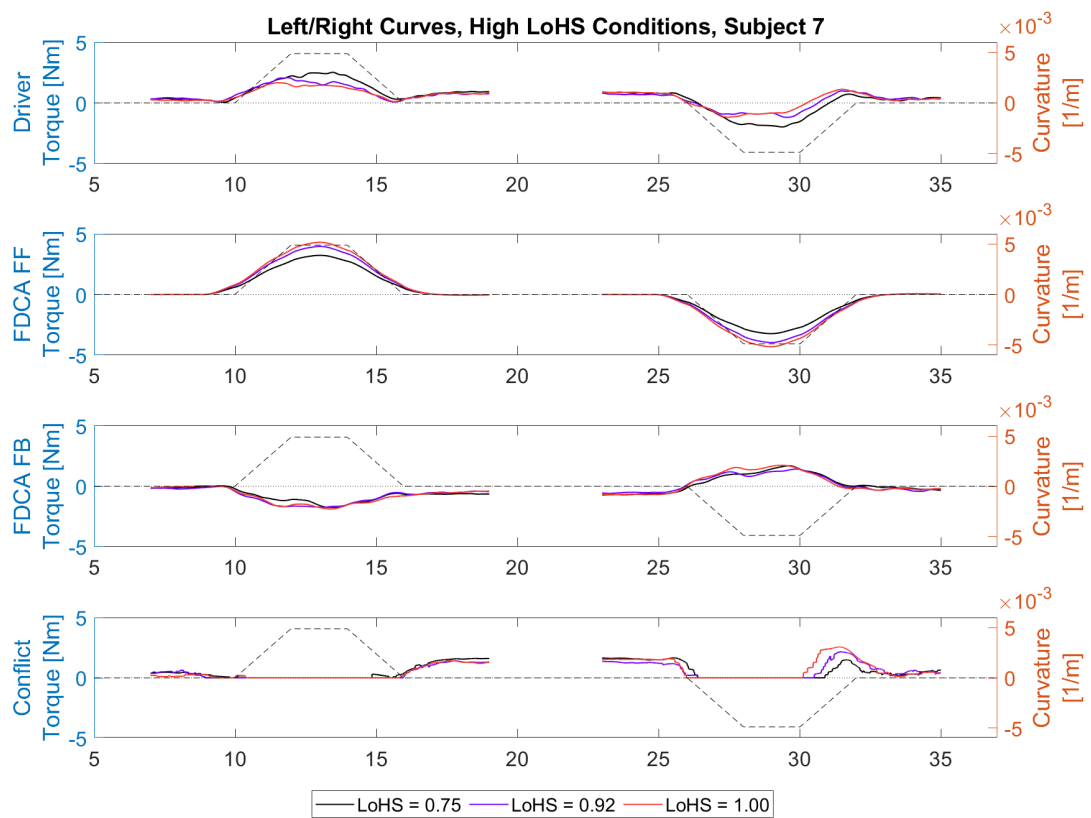 Left/Right Curves, High LoHS Conditions, Subject 7
×10-3
5
0
-5
5
0
-5
Driver
Torque [Nm]
Curvature
[1/m]
5 10 15 20 25 30 35
×10-3
5
0
-5
5
0
-5
FDCA FF
Torque [Nm]
Curvature
[1/m]
5 10 15 20 25 30 35
×10-3
5
0
-5
5
0
-5
FDCA FB
Torque [Nm]
Curvature
[1/m]
5 10 15 20 25 30 35
×10-3
5
0
-5
5
0
-5
Conflict
Torque [Nm]
Curvature
[1/m]
5 10 15 20 25 30 35
LoHS = 0.75 LoHS = 0.92 LoHS = 1.00